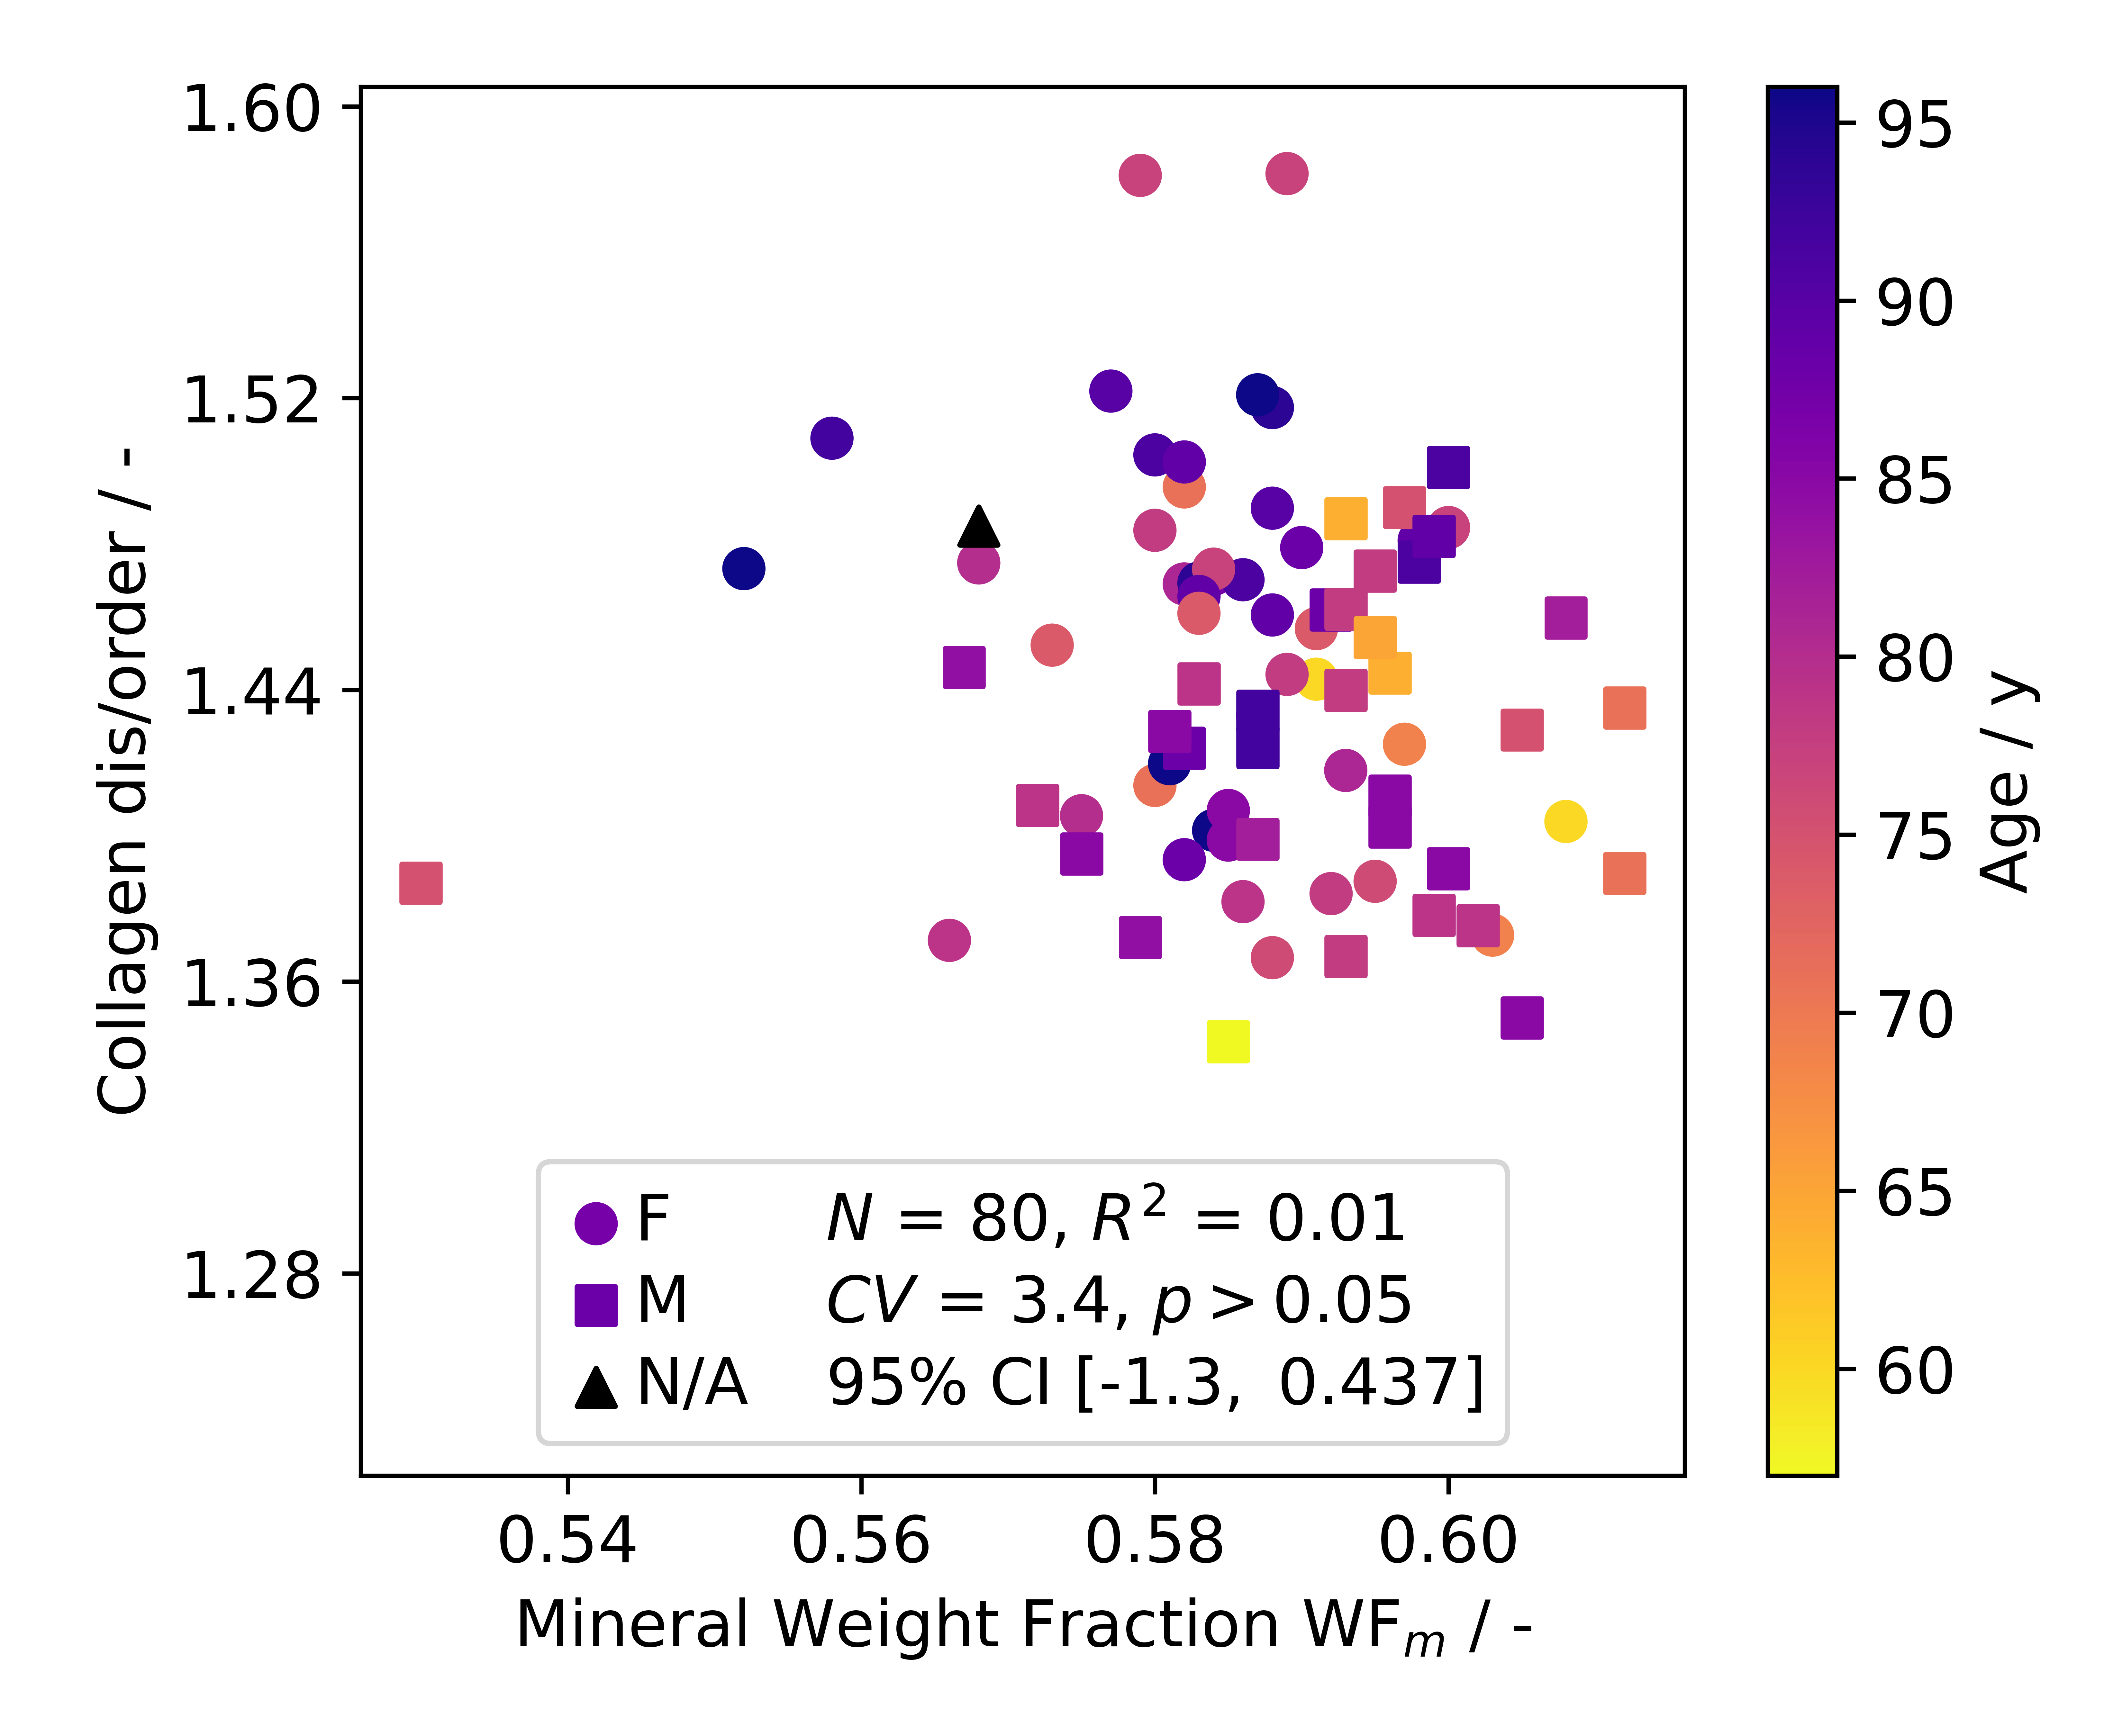 1.60
1.52
1.44
1.36
1.28
Collagen dis/order / -
0.54 0.56 0.58 0.60
Mineral Weight Fraction WFm / -
F N = 80, R² = 0.01
M CV = 3.4, p > 0.05
N/A 95% CI [-1.3, 0.437]
95
90
85
80
75
70
65
60
Age / y